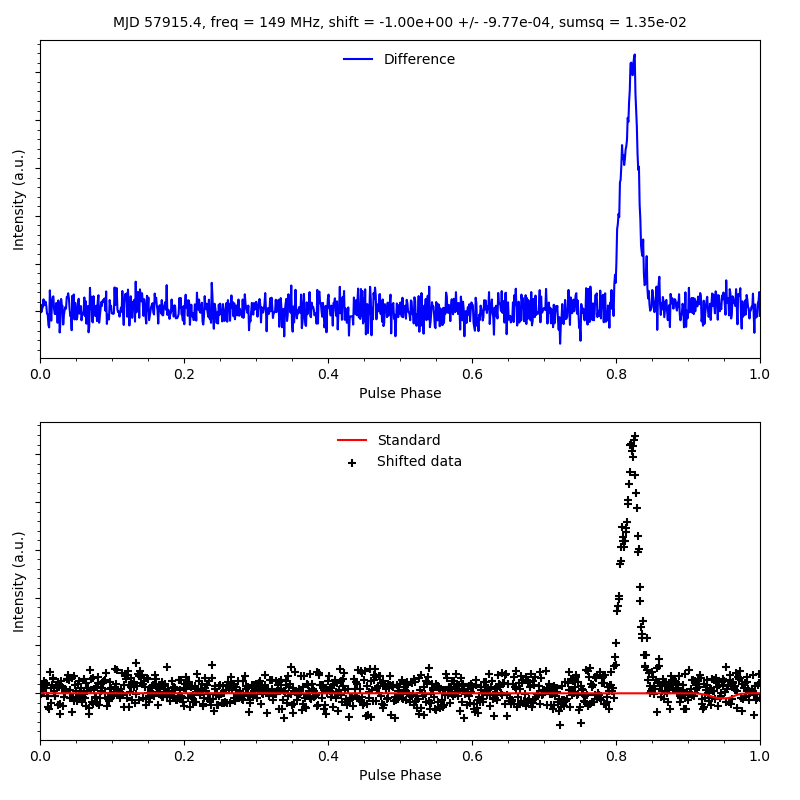 MJD 57915.4, freq = 149 MHz, shift = -1.00e+00 +/- -9.77e-04, sumsq = 1.35e-02
Difference
Intensity (a.u.)
0.0 0.2 0.4 0.6 0.8 1.0
Pulse Phase
Standard
Shifted data
Intensity (a.u.)
0.0 0.2 0.4 0.6 0.8 1.0
Pulse Phase